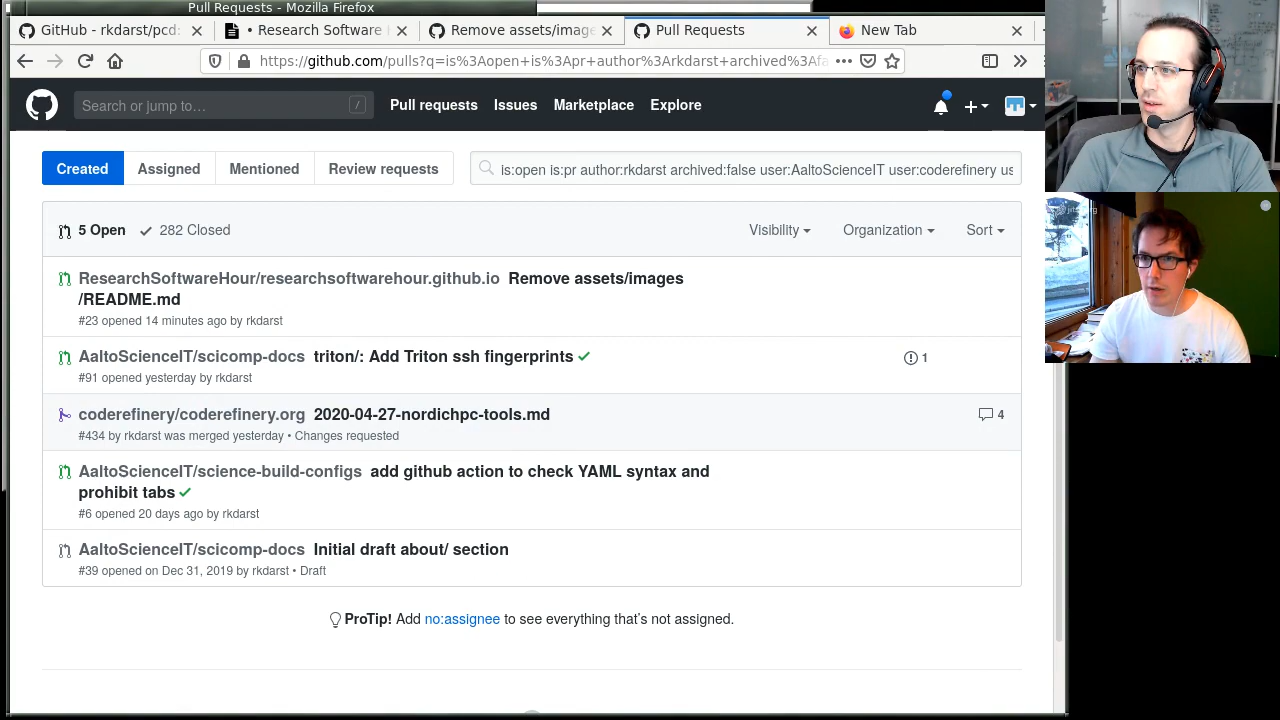 Pull Requests - Mozilla Firefox
GitHub - rkdarst/pcd:
• Research Software
Remove assets/image
Pull Requests
New Tab
https://github.com/pulls?q=is%3Aopen+is%3Apr+author%3Arkdarst+archived%3Afa
Search or jump to…
/
Pull requests
Issues
Marketplace
Explore
Created
Assigned
Mentioned
Review requests
is:open is:pr author:rkdarst archived:false user:AaltoScienceIT user:coderefinery us
5 Open
282 Closed
Visibility
Organization
Sort
ResearchSoftwareHour/researchsoftwarehour.github.io Remove assets/images
/README.md
#23 opened 14 minutes ago by rkdarst
AaltoScienceIT/scicomp-docs triton/: Add Triton ssh fingerprints
1
#91 opened yesterday by rkdarst
coderefinery/coderefinery.org 2020-04-27-nordichpc-tools.md
4
#434 by rkdarst was merged yesterday • Changes requested
AaltoScienceIT/science-build-configs add github action to check YAML syntax and
prohibit tabs
#6 opened 20 days ago by rkdarst
AaltoScienceIT/scicomp-docs Initial draft about/ section
#39 opened on Dec 31, 2019 by rkdarst • Draft
ProTip! Add no:assignee to see everything that's not assigned.